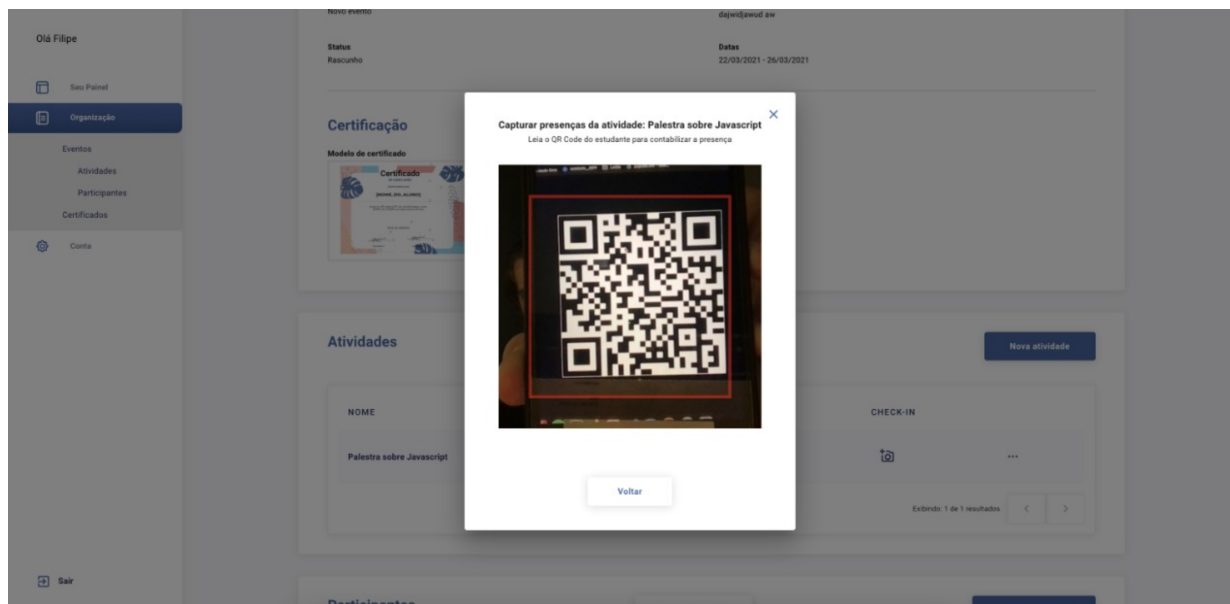 Olá Filipe
Seu Painel
Organização
Eventos
Atividades
Participantes
Certificados
Conta
Sair
Novo evento
dajwidjawud aw
Status
Rascunho
Datas
22/03/2021 - 26/03/2021
Certificação
Modelo de certificado
Certificado
[NOME_DO_ALUNO]
Capturar presenças da atividade: Palestra sobre Javascript
Leia o QR Code do estudante para contabilizar a presença
Voltar
Atividades
Nova atividade
NOME
CHECK-IN
Palestra sobre Javascript
Exibindo: 1 de 1 resultados
Participantes